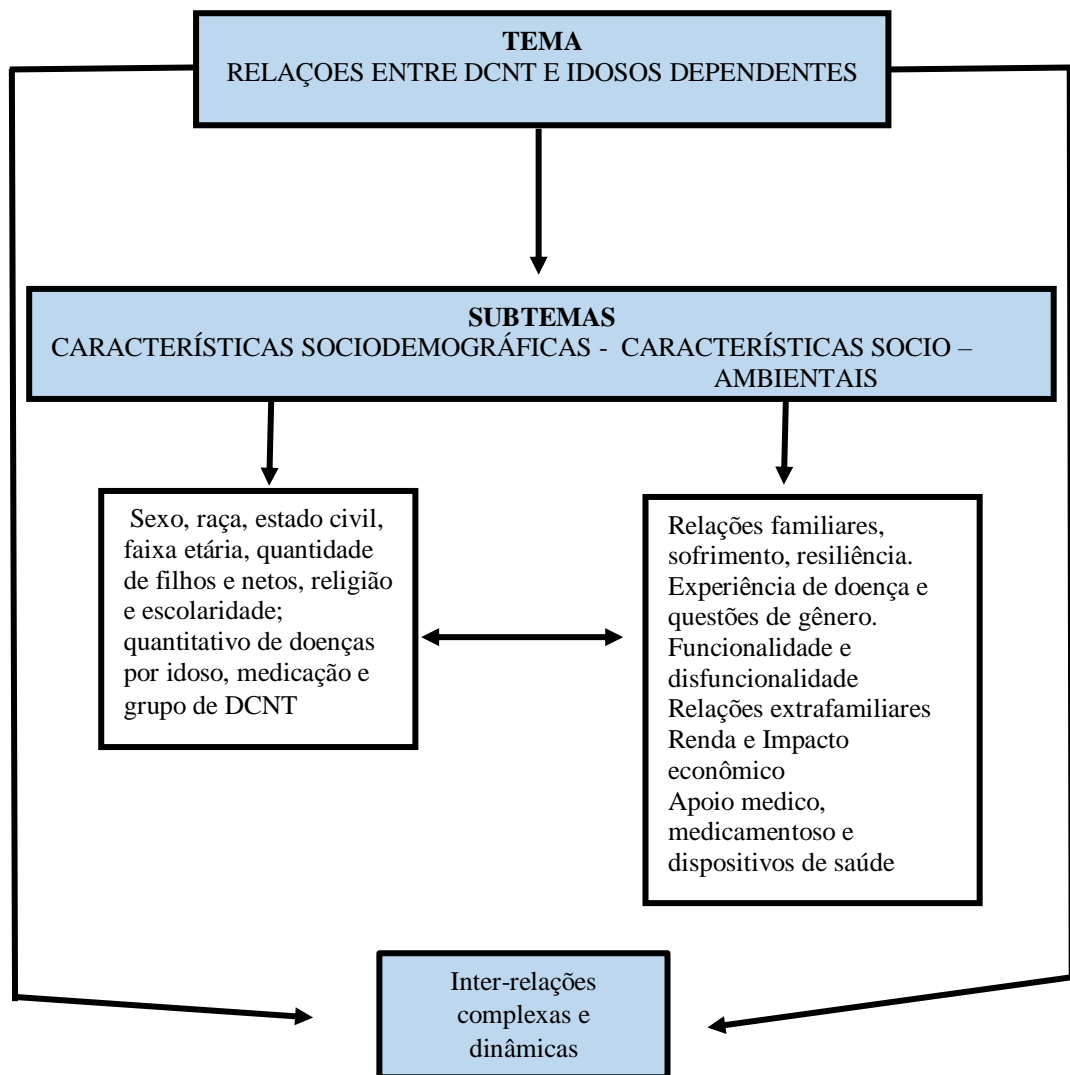 TEMA
RELAÇOES ENTRE DCNT E IDOSOS DEPENDENTES
SUBTEMAS
CARACTERÍSTICAS SOCIODEMOGRÁFICAS - CARACTERÍSTICAS SOCIO –
AMBIENTAIS
Sexo, raça, estado civil,
faixa etária, quantidade
de filhos e netos, religião
e escolaridade;
quantitativo de doenças
por idoso, medicação e
grupo de DCNT
Relações familiares,
sofrimento, resiliência.
Experiência de doença e
questões de gênero.
Funcionalidade e
disfuncionalidade
Relações extrafamiliares
Renda e Impacto
econômico
Apoio medico,
medicamentoso e
dispositivos de saúde
Inter-relações
complexas e
dinâmicas